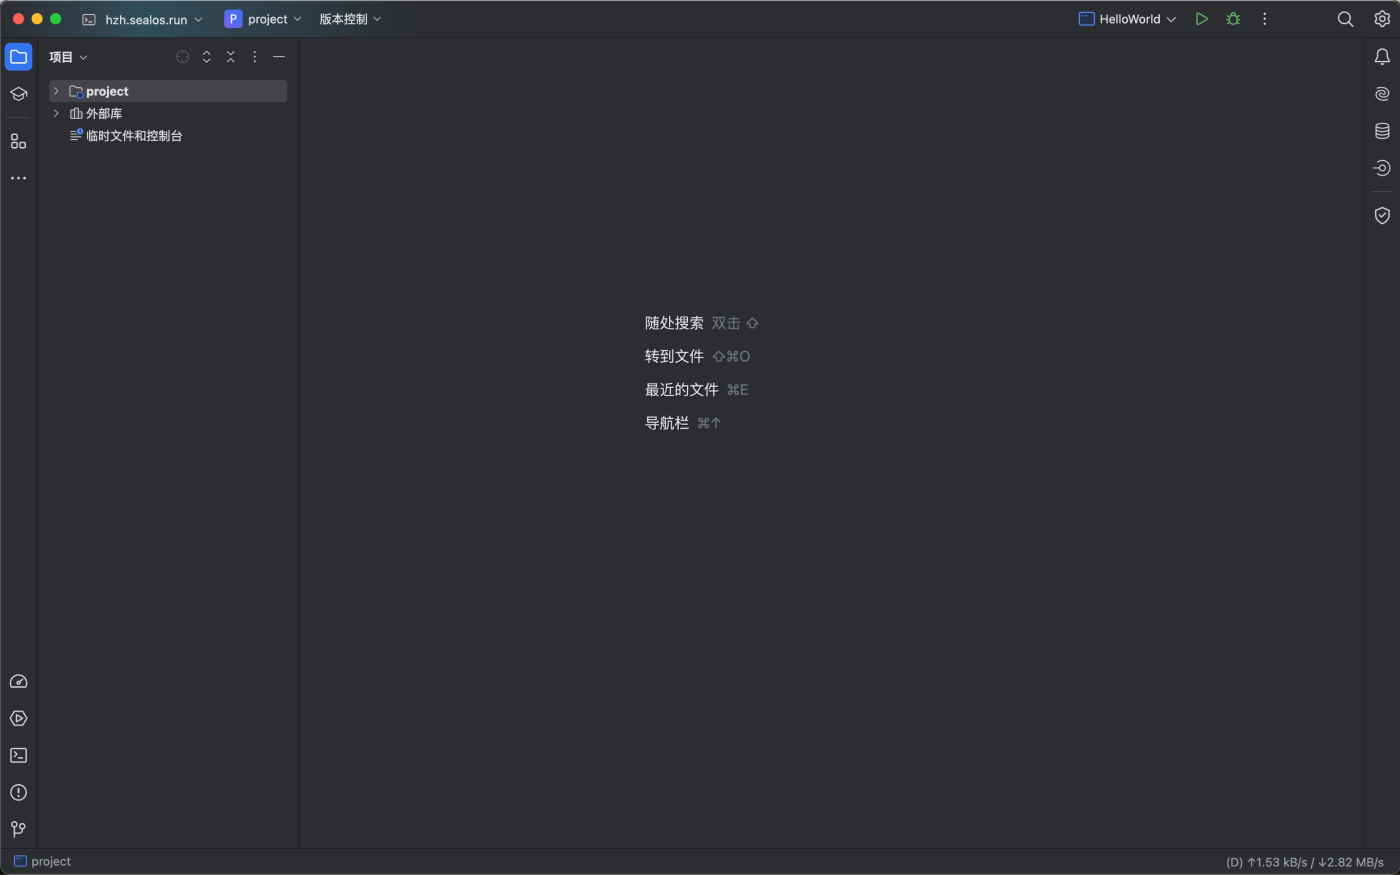 hzh.sealos.run
P project
版本控制
HelloWorld
项目
project
外部库
临时文件和控制台
随处搜索 双击 ⇧
转到文件 ⇧⌘O
最近的文件 ⌘E
导航栏 ⌘↑
project
(D) ↑1.53 kB/s / ↓2.82 MB/s